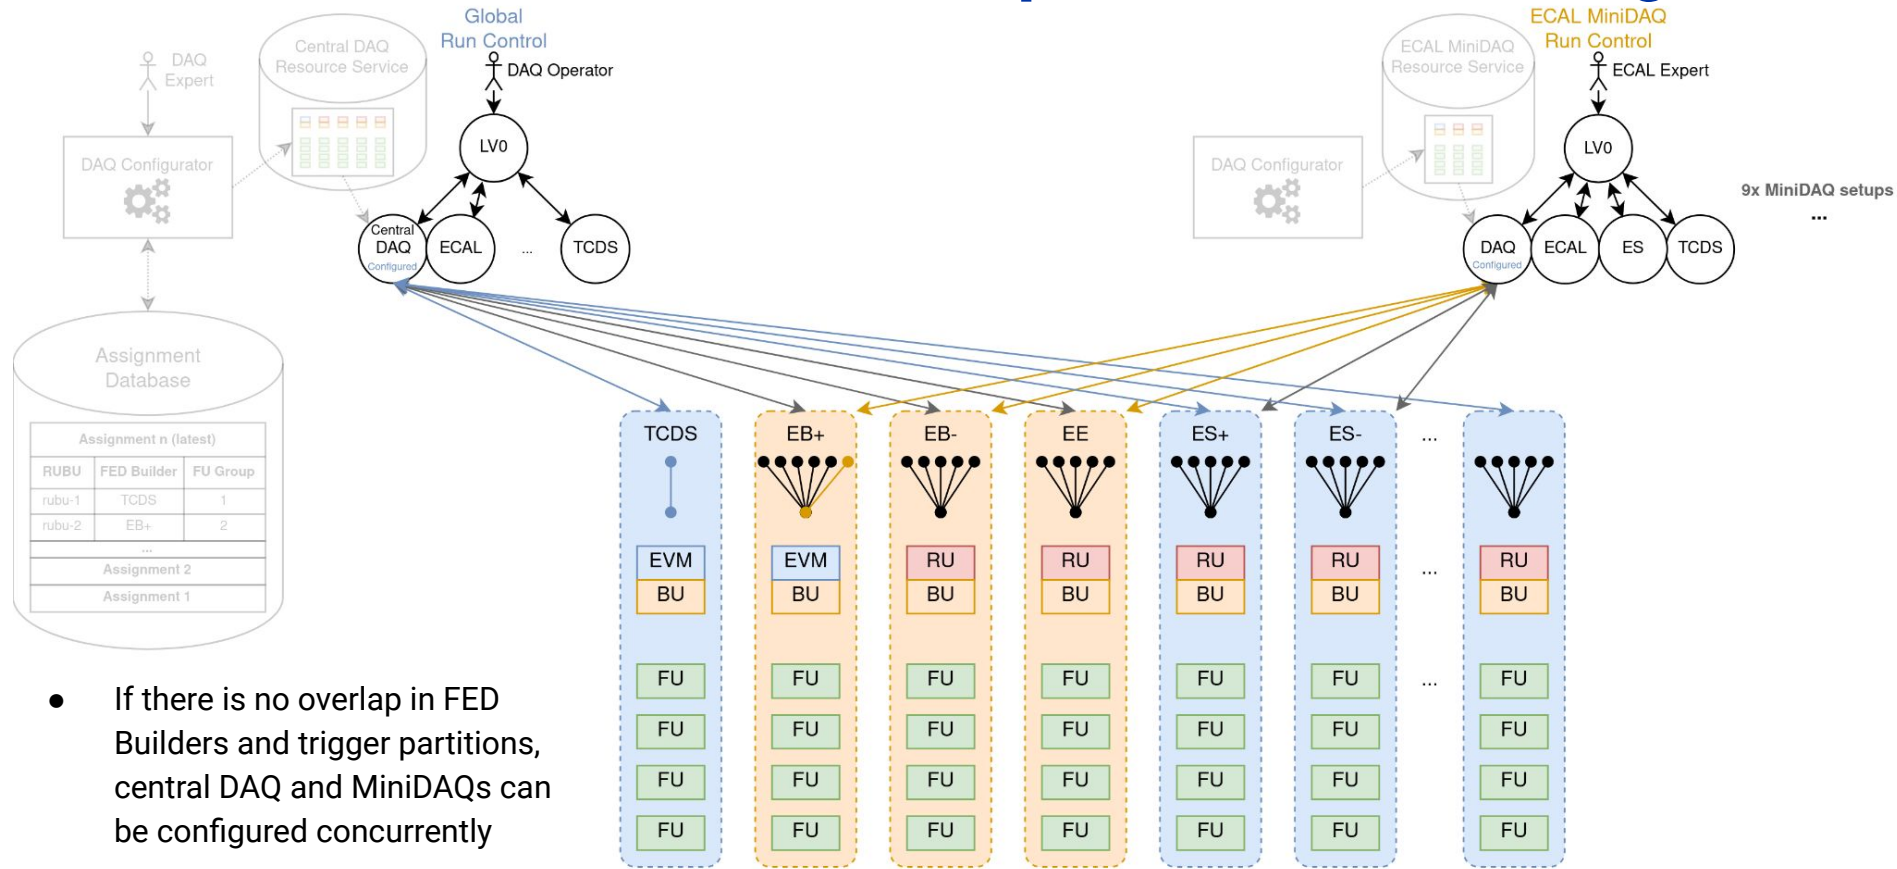 Global
Run Control
DAQ
Expert
Central DAQ
Resource Service
DAQ Operator
LV0
DAQ Configurator
Central
DAQ
Configured
ECAL
...
TCDS
ECAL MiniDAQ
Run Control
ECAL MiniDAQ
Resource Service
ECAL Expert
LV0
DAQ Configurator
9x MiniDAQ setups
...
DAQ
Configured
ECAL
ES
TCDS
Assignment
Database
Assignment n (latest)
RUBU FED Builder FU Group
rubu-1 TCDS 1
rubu-2 EB+ 2
...
Assignment 2
Assignment 1
TCDS EB+ EB- EE ES+ ES- ...
EVM EVM RU RU RU RU ... RU
BU BU BU BU BU BU BU
FU FU FU FU FU FU ... FU
FU FU FU FU FU FU FU
FU FU FU FU FU FU FU
FU FU FU FU FU FU FU
● If there is no overlap in FED
Builders and trigger partitions,
central DAQ and MiniDAQs can
be configured concurrently